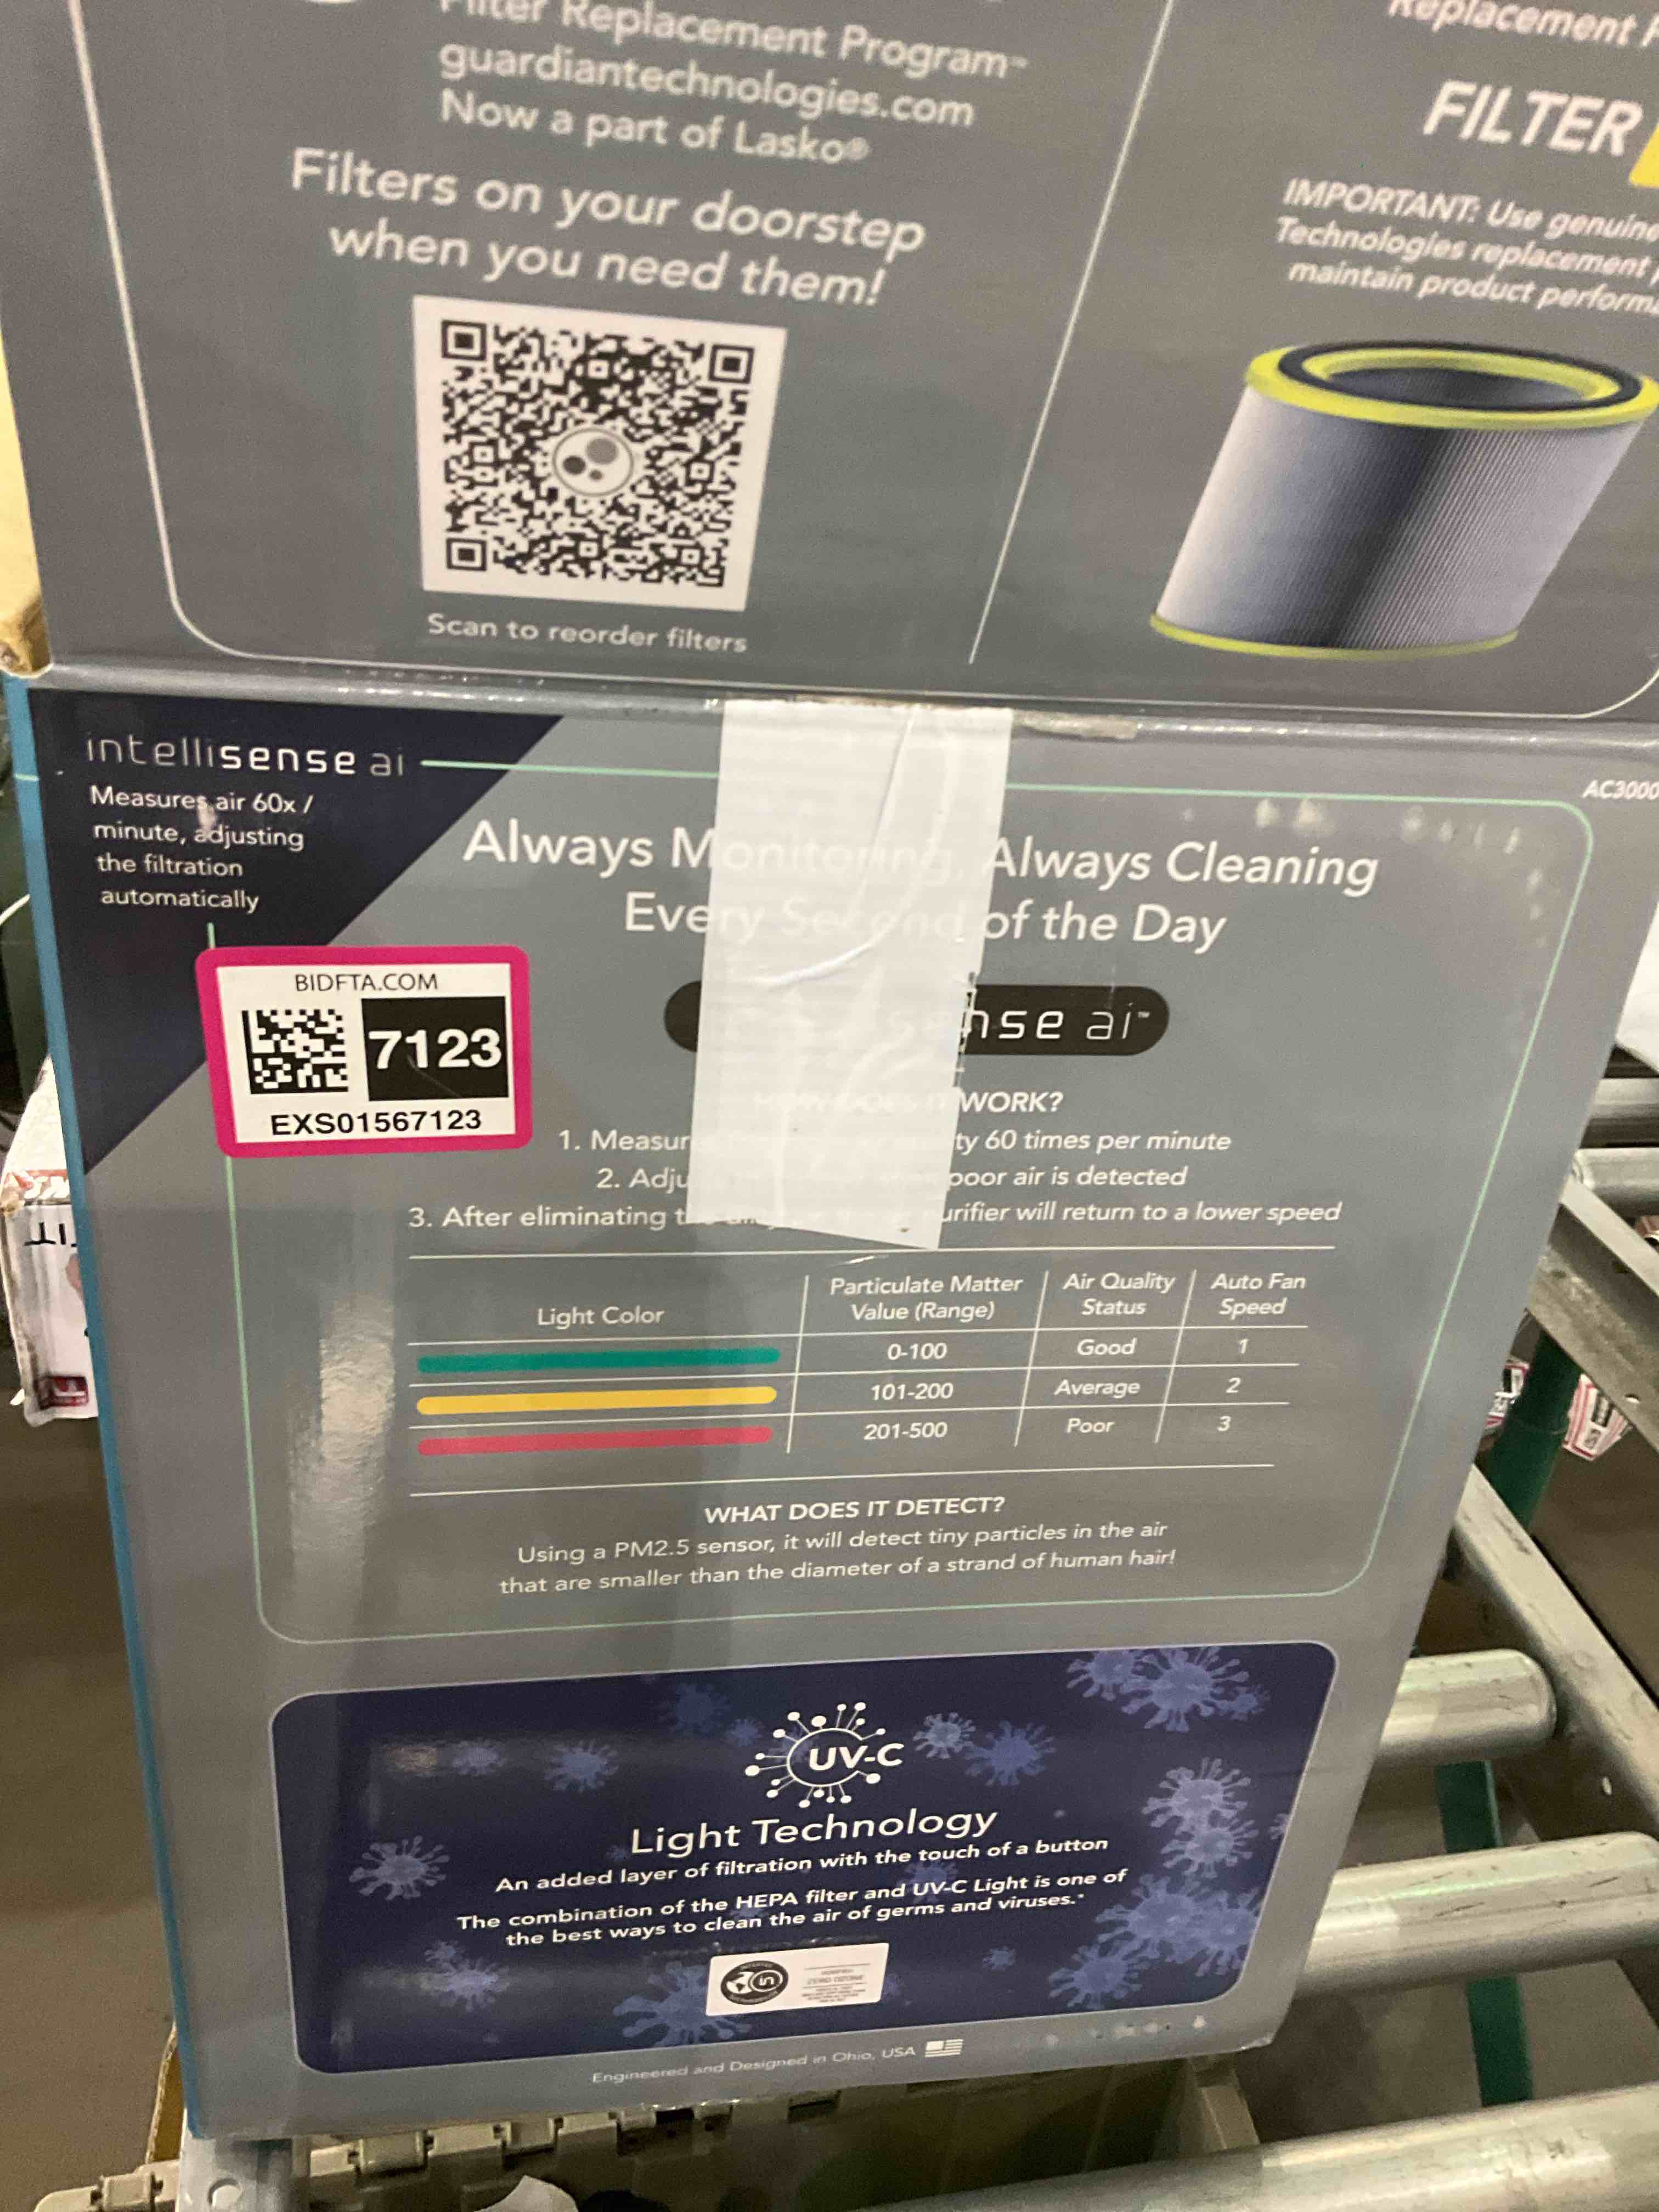 Filter Replacement Program™
guardiantechnologies.com
Now a part of Lasko®
Filters on your doorstep
when you need them!
Scan to reorder filters
Replacement
FILTER
IMPORTANT: Use genuine
Technologies replacement
maintain product
intellisense ai
Measures air 60x /
minute, adjusting
the filtration
automatically
AC3000
Always Monitoring, Always Cleaning
Every Second of the Day
BIDFTA.COM
7123
EXS01567123
nse ai™
WORK?
1. 60 times per minute
2. poor air is detected
3. After eliminating will return to a lower speed
Light Color
Particulate Matter
Value (Range)
Air Quality
Status
Auto Fan
Speed
0-100 Good 1
101-200 Average 2
201-500 Poor 3
WHAT DOES IT DETECT?
Using a PM2.5 sensor, it will detect tiny particles in the air
that are smaller than the diameter of a strand of human hair!
UV-C
Light Technology
An added layer of filtration with the touch of a button
The combination of the HEPA filter and UV-C Light is one of
the best ways to clean the air of germs and viruses.*
ZERO OZONE
Engineered and Designed in Ohio, USA